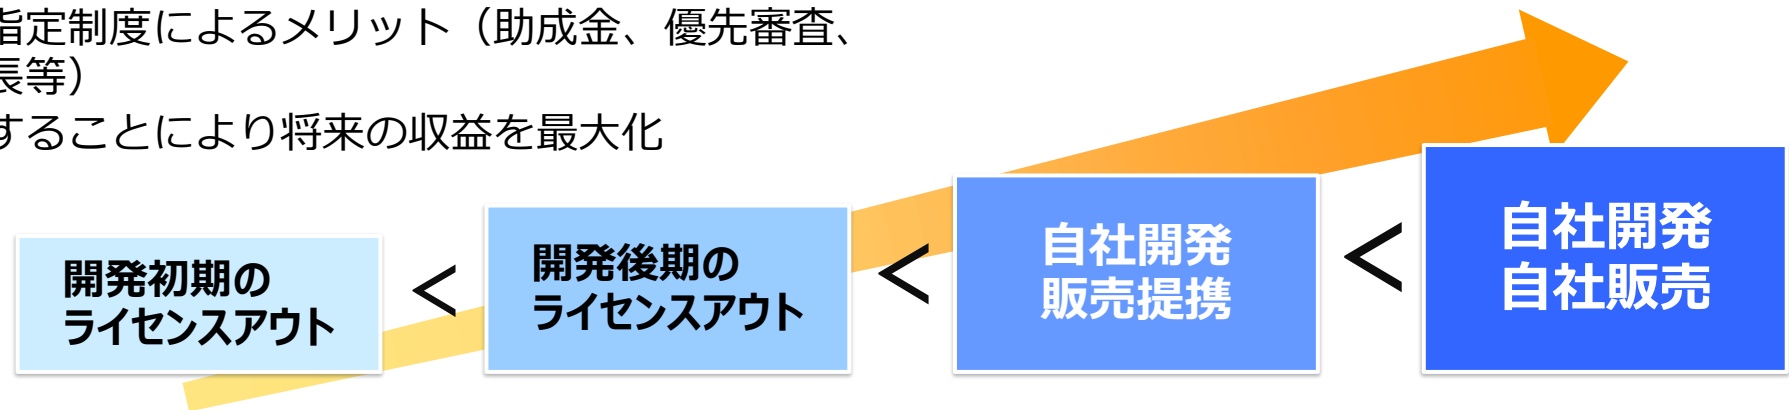 指定制度によるメリット（助成金、優先審査、
長等）
することにより将来の収益を最大化
開発初期の
ライセンスアウト
<
開発後期の
ライセンスアウト
<
自社開発
販売提携
<
自社開発
自社販売